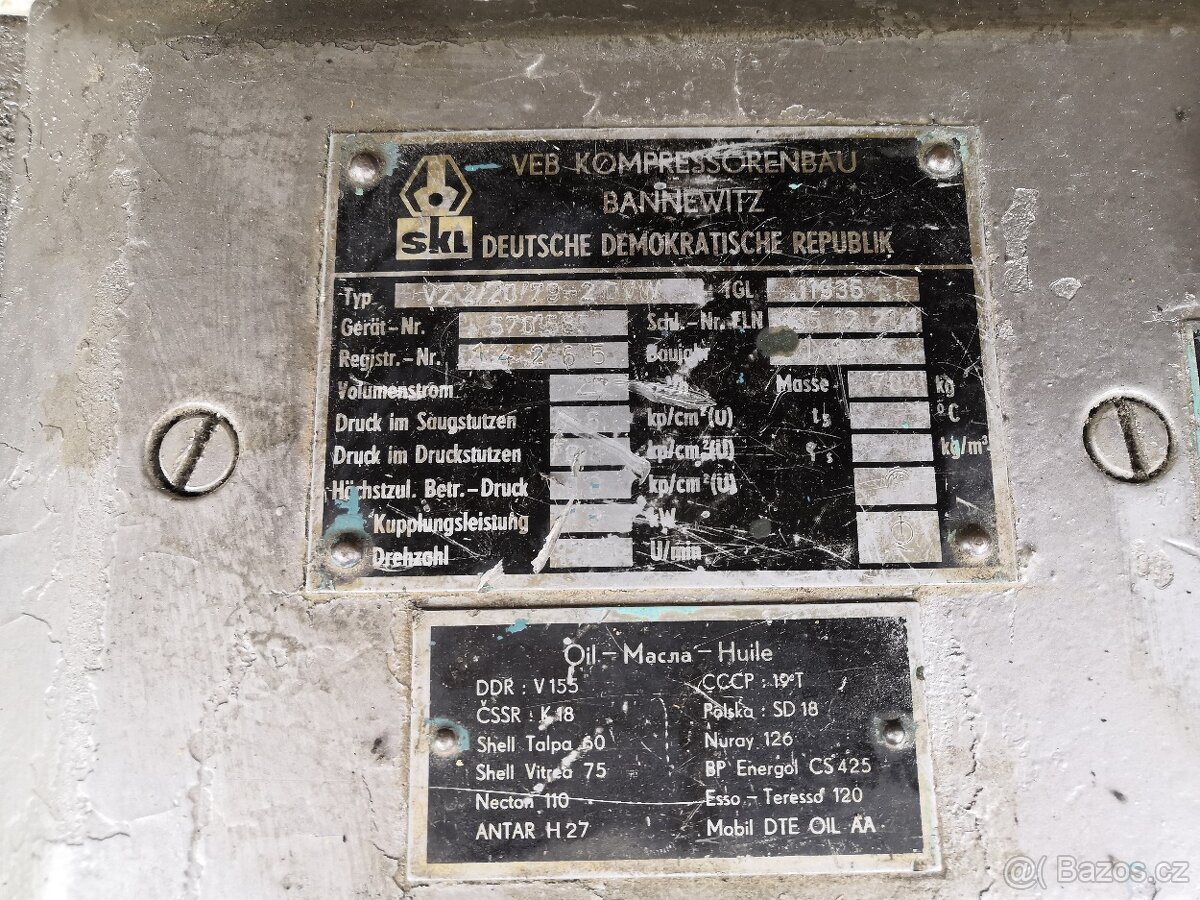 VEB KOMPRESSORENBAU
BANNEWITZ
SKL DEUTSCHE DEMOKRATISCHE REPUBLIK
Typ TGL 11936
Gerät-Nr. Schl.-Nr. ELN
Registr.-Nr. 14265 Baujahr
Volumenstrom Masse kg
Druck im Saugstutzen kp/cm²(Ü) ts °C
Druck im Druckstutzen kp/cm²(Ü) kg/m³
Höchstzul. Betr.-Druck kp/cm²(Ü)
Kupplungsleistung kW
Drehzahl U/min
Oil – Масла – Huile
DDR : V 155 CCCP : 19°T
ČSSR : K 18 Polska : SD 18
Shell Talpa 60 Nuray 126
Shell Vitrea 75 BP Energol CS 425
Necton 110 Esso – Teresso 120
ANTAR H 27 Mobil DTE OIL AA
@( Bazos.cz